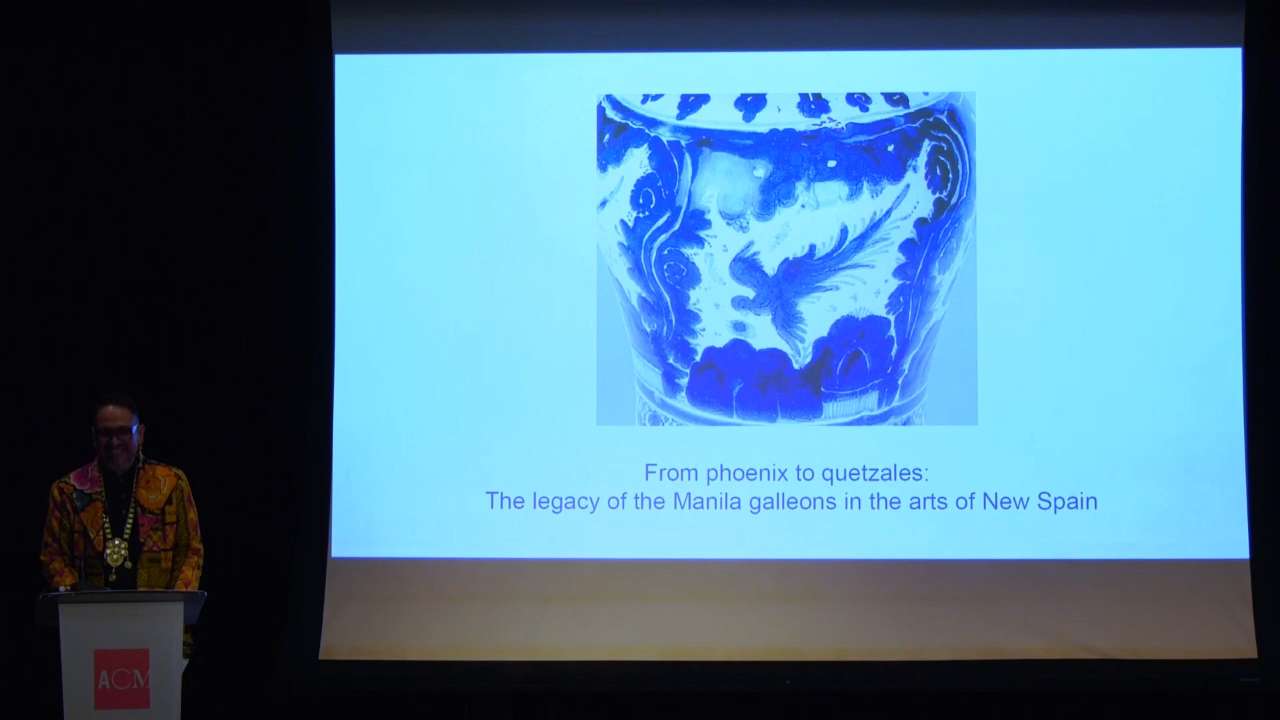 From phoenix to quetzales:
The legacy of the Manila galleons in the arts of New Spain
ACM